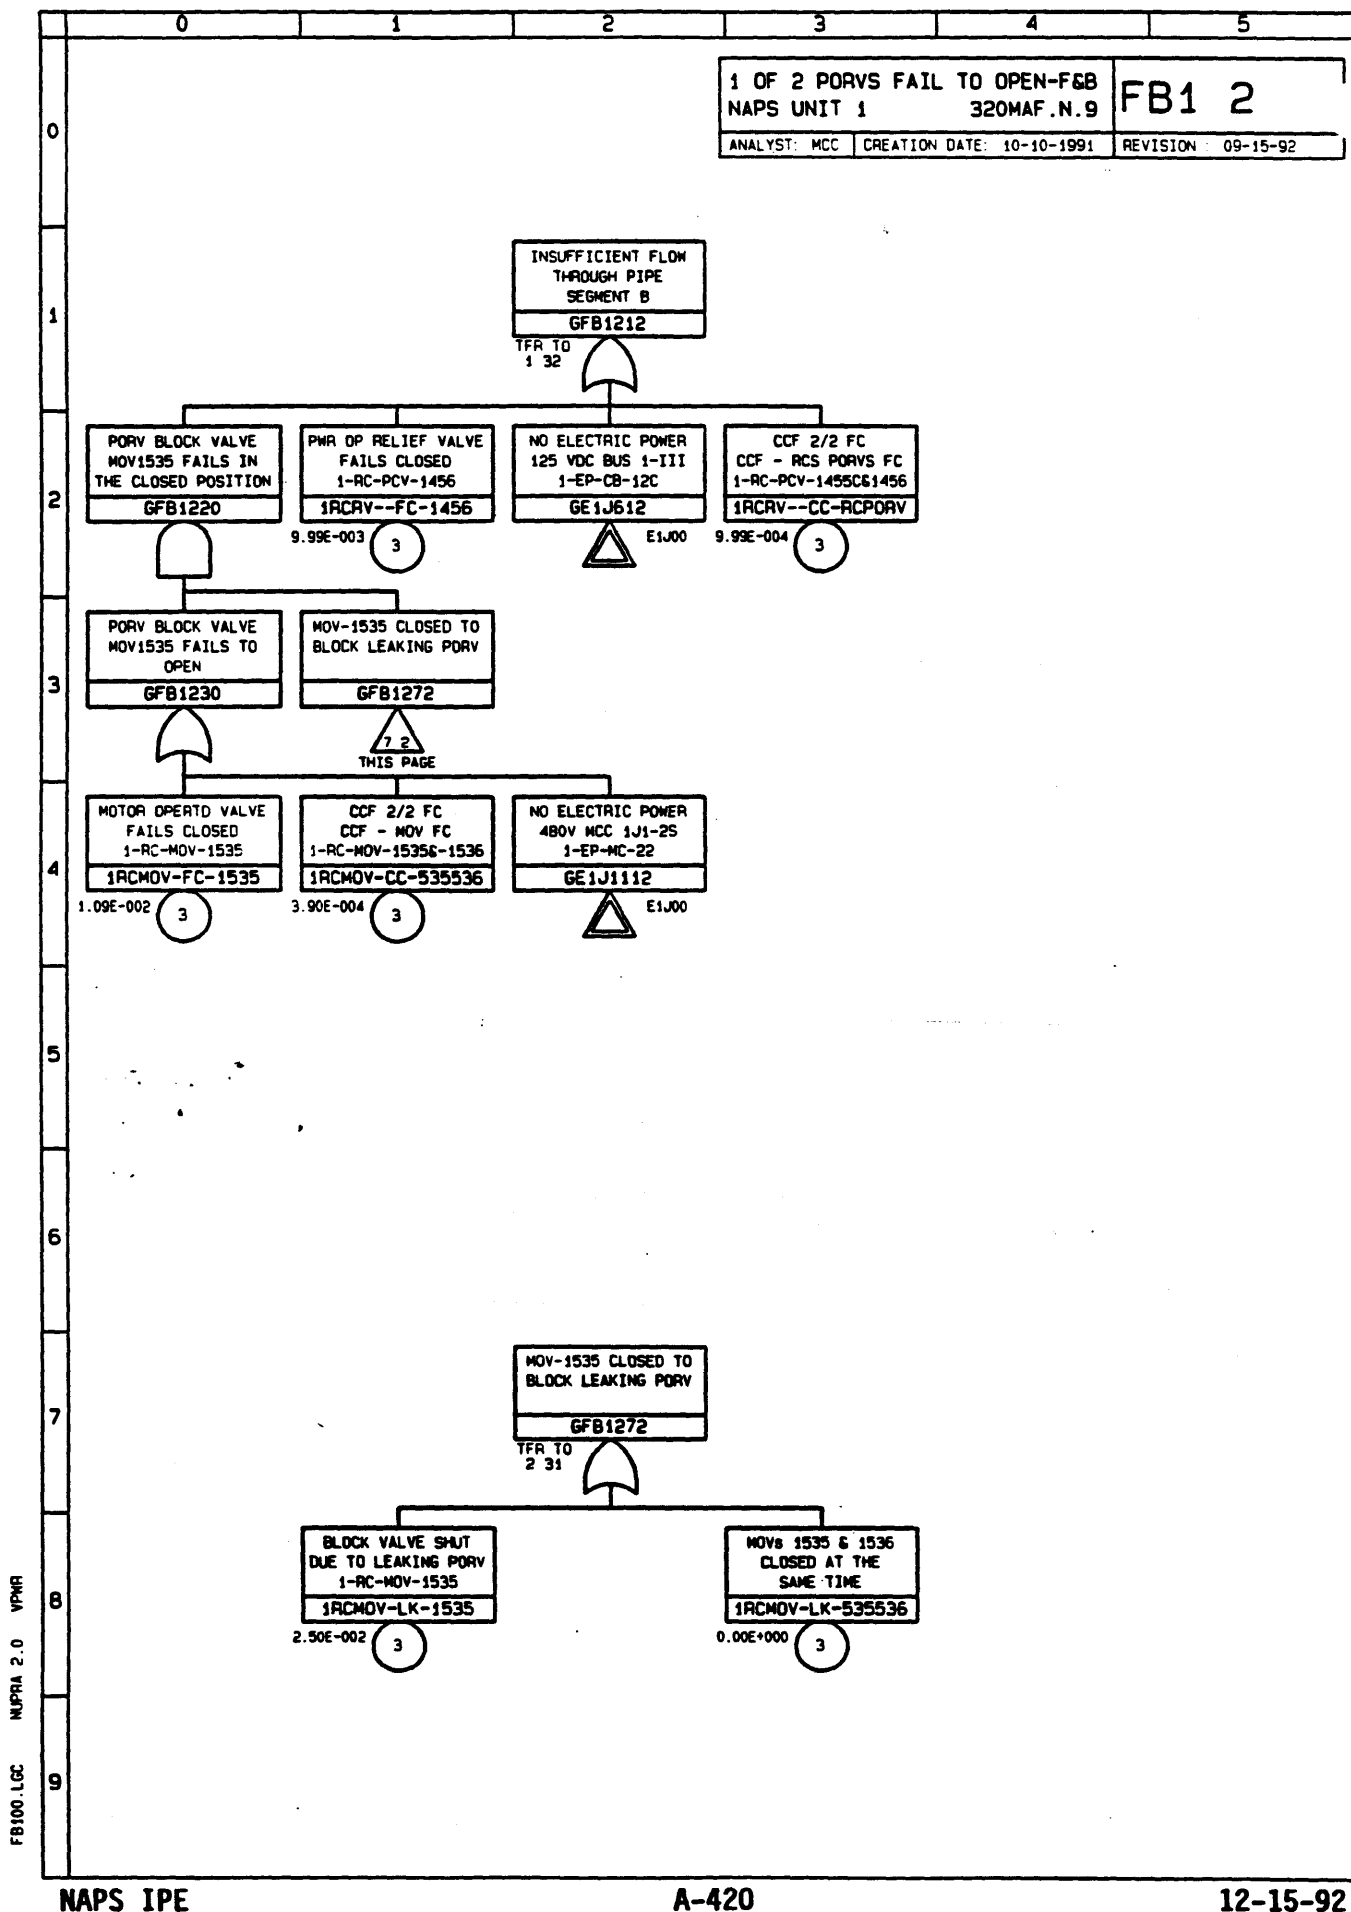 0 1 2 3 4 5
1 OF 2 PORVS FAIL TO OPEN-F&B
NAPS UNIT 1 320MAF.N.9
FB1 2
ANALYST: MCC CREATION DATE: 10-10-1991 REVISION : 09-15-92
0
INSUFFICIENT FLOW
THROUGH PIPE
SEGMENT B
GFB1212
TFR TO
1 32
1
PORV BLOCK VALVE
MOV1535 FAILS IN
THE CLOSED POSITION
GFB1220
PWR OP RELIEF VALVE
FAILS CLOSED
1-RC-PCV-1456
1RCRV--FC-1456
9.99E-003
3
NO ELECTRIC POWER
125 VDC BUS 1-III
1-EP-CB-12C
GE1J612
E1J00
CCF 2/2 FC
CCF - RCS PORVS FC
1-RC-PCV-1455C&1456
1RCRV--CC-RCPORV
9.99E-004
3
2
PORV BLOCK VALVE
MOV1535 FAILS TO
OPEN
GFB1230
MOV-1535 CLOSED TO
BLOCK LEAKING PORV
GFB1272
7 2
THIS PAGE
3
MOTOR OPERTD VALVE
FAILS CLOSED
1-RC-MOV-1535
1RCMOV-FC-1535
1.09E-002
3
CCF 2/2 FC
CCF - MOV FC
1-RC-MOV-1535&-1536
1RCMOV-CC-535536
3.90E-004
3
NO ELECTRIC POWER
480V MCC 1J1-2S
1-EP-MC-22
GE1J1112
E1J00
4
5
6
MOV-1535 CLOSED TO
BLOCK LEAKING PORV
GFB1272
TFR TO
2 31
7
BLOCK VALVE SHUT
DUE TO LEAKING PORV
1-RC-MOV-1535
1RCMOV-LK-1535
2.50E-002
3
MOVs 1535 & 1536
CLOSED AT THE
SAME TIME
1RCMOV-LK-535536
0.00E+000
3
8
9
FB100.LGC NUPRA 2.0 VPWR
NAPS IPE A-420 12-15-92